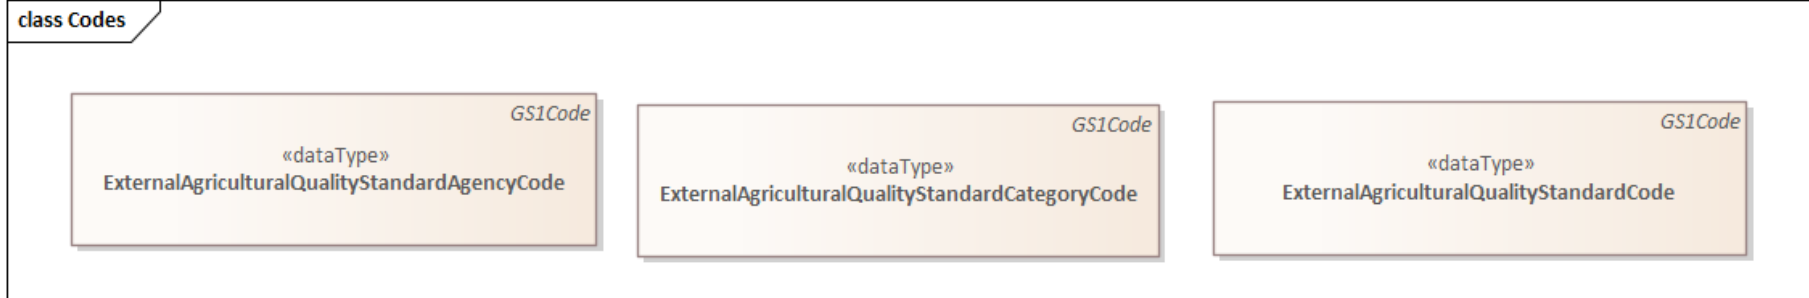 class Codes
GS1Code
«dataType»
ExternalAgriculturalQualityStandardAgencyCode
GS1Code
«dataType»
ExternalAgriculturalQualityStandardCategoryCode
GS1Code
«dataType»
ExternalAgriculturalQualityStandardCode